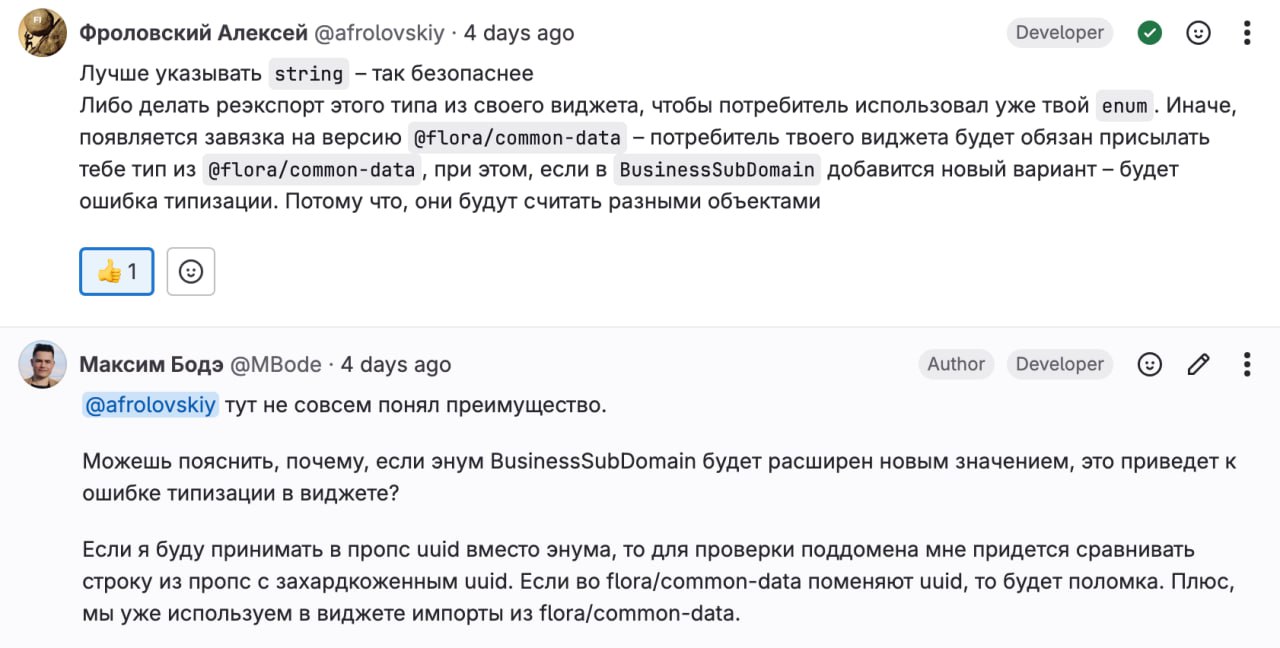 Фроловский Алексей @afrolovskiy · 4 days ago Developer
Лучше указывать string – так безопаснее
Либо делать реэкспорт этого типа из своего виджета, чтобы потребитель использовал уже твой enum. Иначе,
появляется завязка на версию @flora/common-data – потребитель твоего виджета будет обязан присылать
тебе тип из @flora/common-data, при этом, если в BusinessSubDomain добавится новый вариант – будет
ошибка типизации. Потому что, они будут считать разными объектами
👍 1
Максим Бодэ @MBode · 4 days ago Author Developer
@afrolovskiy тут не совсем понял преимущество.
Можешь пояснить, почему, если энум BusinessSubDomain будет расширен новым значением, это приведет к
ошибке типизации в виджете?
Если я буду принимать в пропс uuid вместо энума, то для проверки поддомена мне придется сравнивать
строку из пропс с захардкоженным uuid. Если во flora/common-data поменяют uuid, то будет поломка. Плюс,
мы уже используем в виджете импорты из flora/common-data.